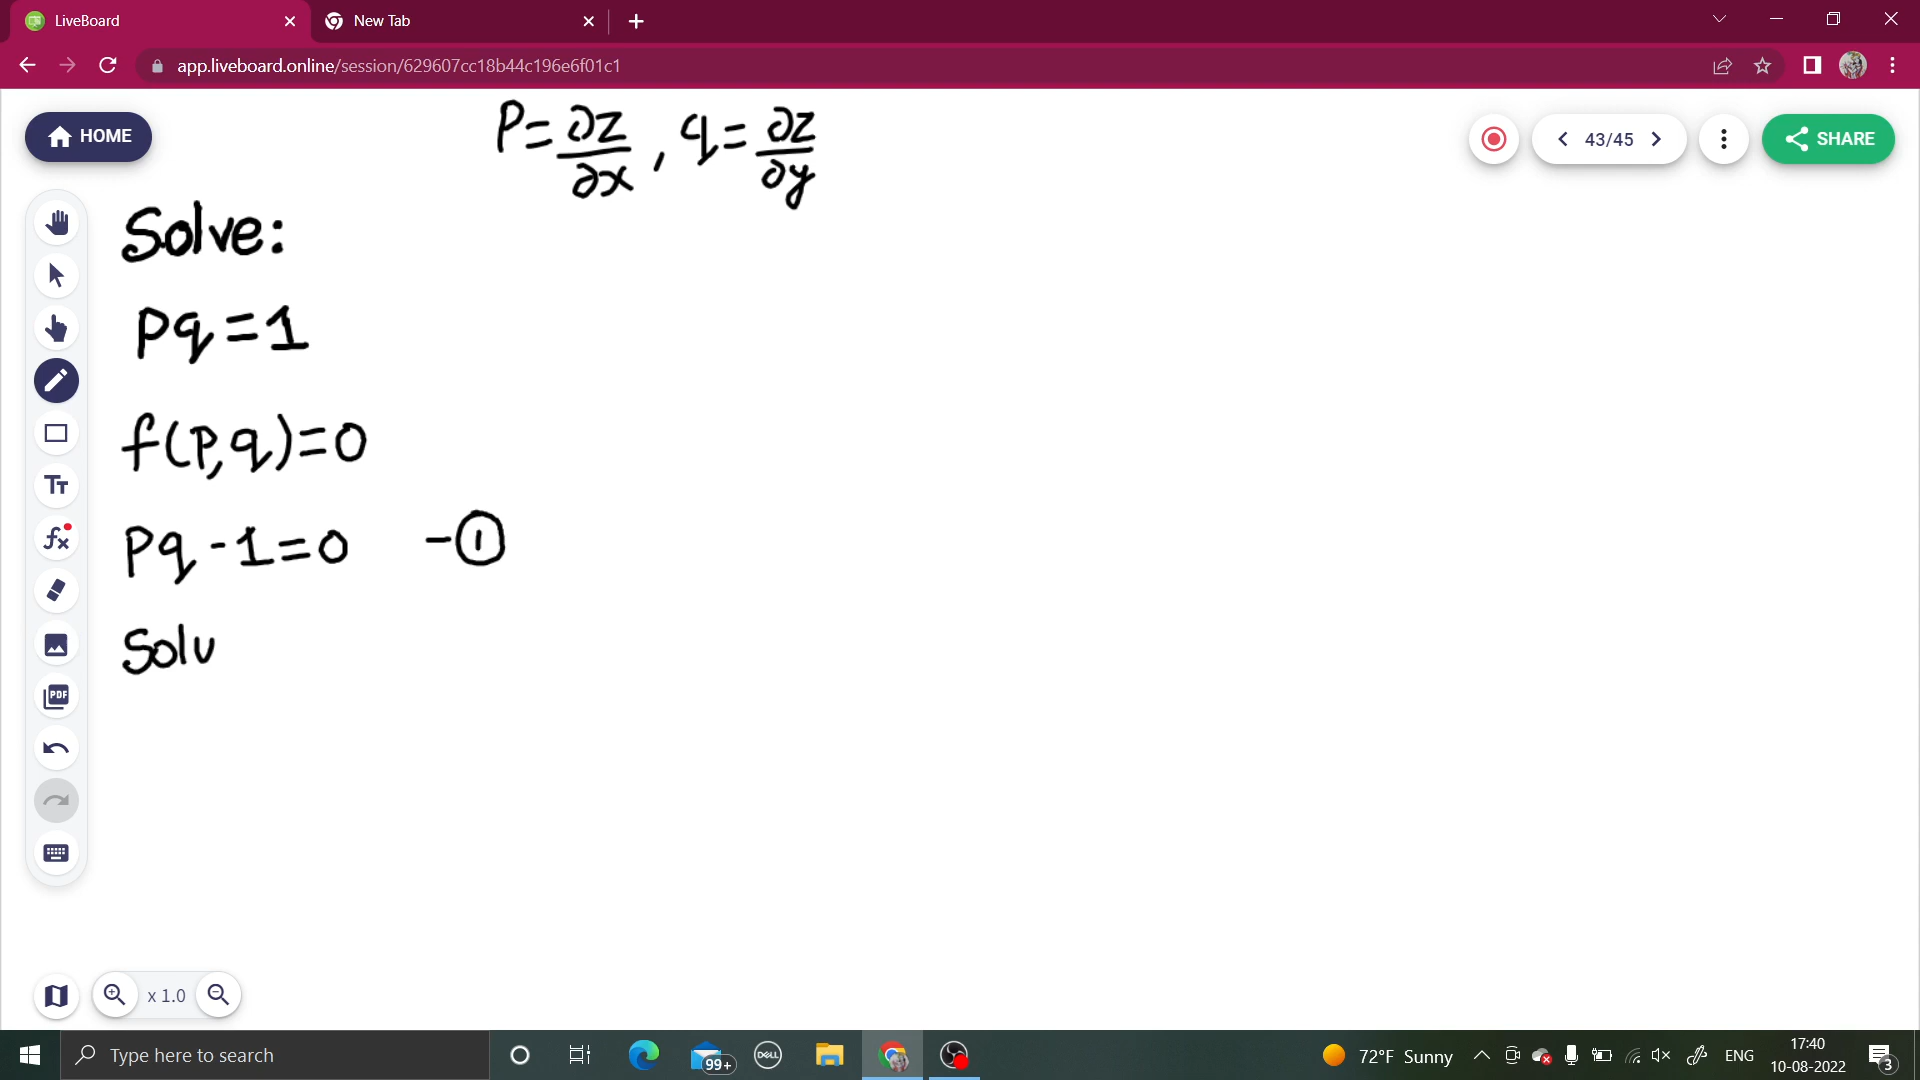 LiveBoard
New Tab
app.liveboard.online/session/629607cc18b44c196e6f01c1
HOME
P=∂z/∂x, q=∂z/∂y
43/45
SHARE
Solve:
pq=1
f(p,q)=0
pq-1=0 -①
Solu
x 1.0
Type here to search
99+
DELL
72°F Sunny
ENG
17:40
10-08-2022
3